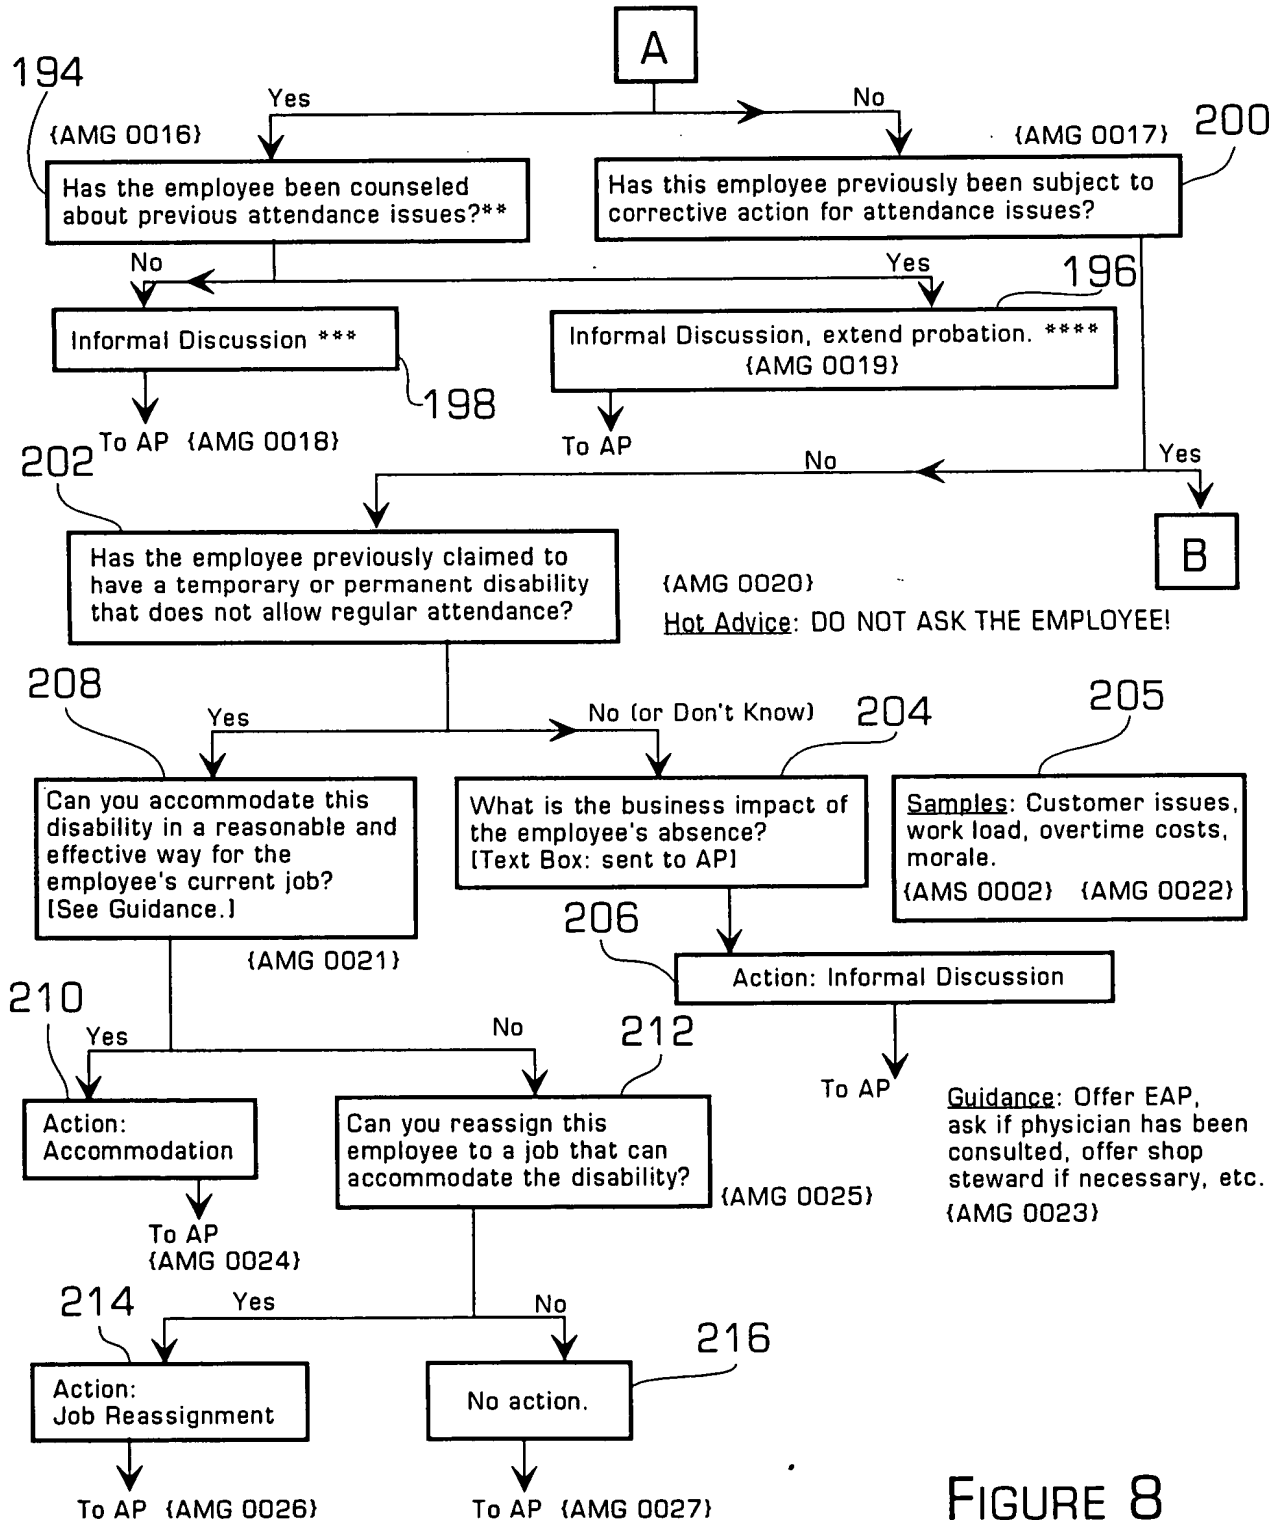 A
194
Yes
No
200
{AMG 0016}
{AMG 0017}
Has the employee been counseled
about previous attendance issues?**
Has this employee previously been subject to
corrective action for attendance issues?
No
Yes
196
Informal Discussion ***
Informal Discussion, extend probation. ****
{AMG 0019}
198
To AP {AMG 0018}
To AP
202
No
Yes
B
Has the employee previously claimed to
have a temporary or permanent disability
that does not allow regular attendance?
{AMG 0020}
Hot Advice: DO NOT ASK THE EMPLOYEE!
208
Yes
No (or Don't Know)
204
205
Can you accommodate this
disability in a reasonable and
effective way for the
employee's current job?
[See Guidance.]
What is the business impact of
the employee's absence?
[Text Box: sent to AP]
Samples: Customer issues,
work load, overtime costs,
morale.
{AMS 0002} {AMG 0022}
206
{AMG 0021}
Action: Informal Discussion
210
Yes
No
212
To AP
Action:
Accommodation
Can you reassign this
employee to a job that can
accommodate the disability?
{AMG 0025}
Guidance: Offer EAP,
ask if physician has been
consulted, offer shop
steward if necessary, etc.
{AMG 0023}
To AP
{AMG 0024}
214
Yes
No
216
Action:
Job Reassignment
No action.
To AP {AMG 0026}
To AP {AMG 0027}
FIGURE 8